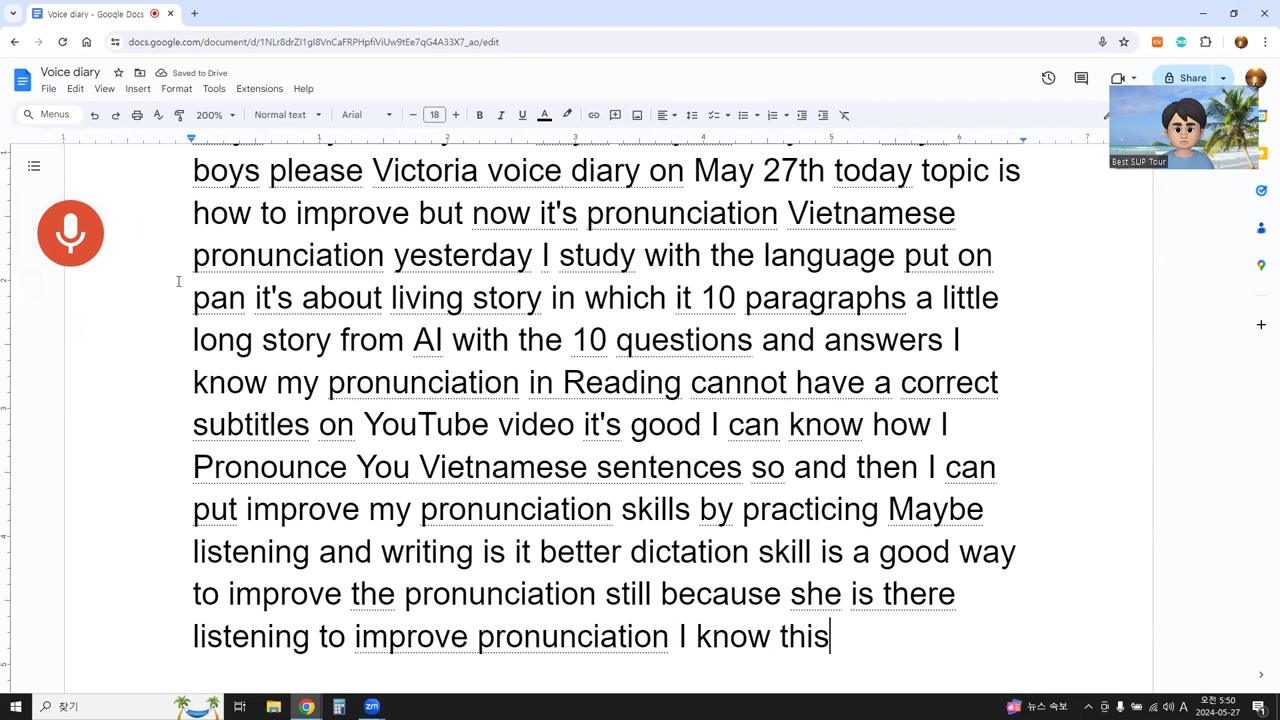 Voice diary - Google Docs
docs.google.com/document/d/1NLr8drZI1gI8VnCaFRPHpfiViUw9tEe7qG4A33X7_ao/edit
Voice diary
Saved to Drive
File Edit View Insert Format Tools Extensions Help
Share
Menus
200%
Normal text
Arial
18
Best SUP Tour
1 1 2 3 4 5 6 7
boys please Victoria voice diary on May 27th today topic is
how to improve but now it's pronunciation Vietnamese
pronunciation yesterday I study with the language put on
pan it's about living story in which it 10 paragraphs a little
long story from AI with the 10 questions and answers I
know my pronunciation in Reading cannot have a correct
subtitles on YouTube video it's good I can know how I
Pronounce You Vietnamese sentences so and then I can
put improve my pronunciation skills by practicing Maybe
listening and writing is it better dictation skill is a good way
to improve the pronunciation still because she is there
listening to improve pronunciation I know this
찾기
뉴스 속보
A
오전 5:50
2024-05-27